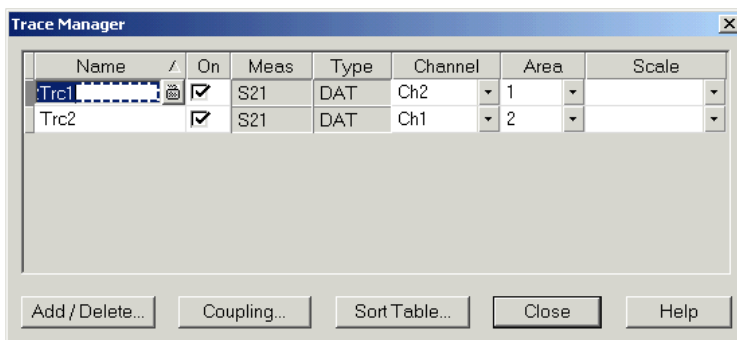 Trace Manager
Name On Meas Type Channel Area Scale
Trc1 S21 DAT Ch2 1
Trc2 S21 DAT Ch1 2
Add / Delete... Coupling... Sort Table... Close Help